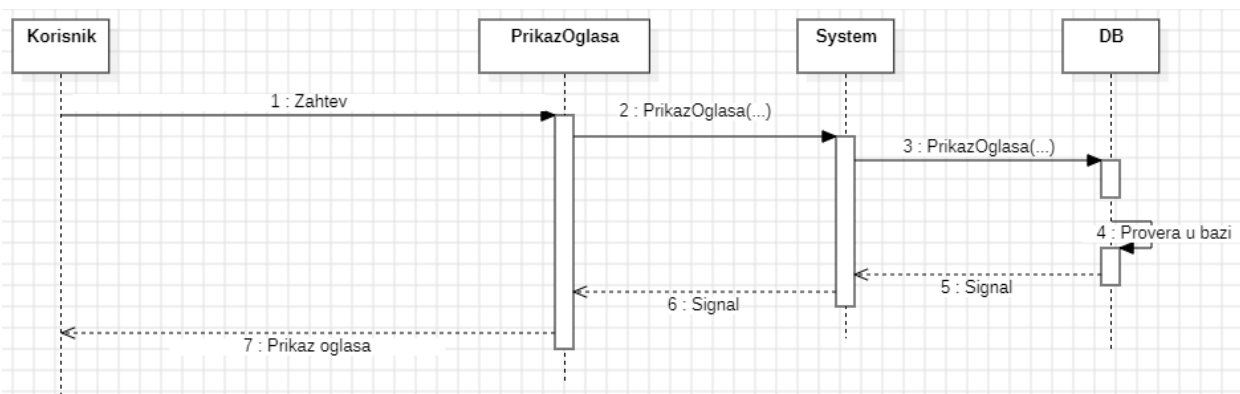 Korisnik
PrikazOglasa
System
DB
1 : Zahtev
2 : PrikazOglasa(...)
3 : PrikazOglasa(...)
4 : Provera u bazi
5 : Signal
6 : Signal
7 : Prikaz oglasa